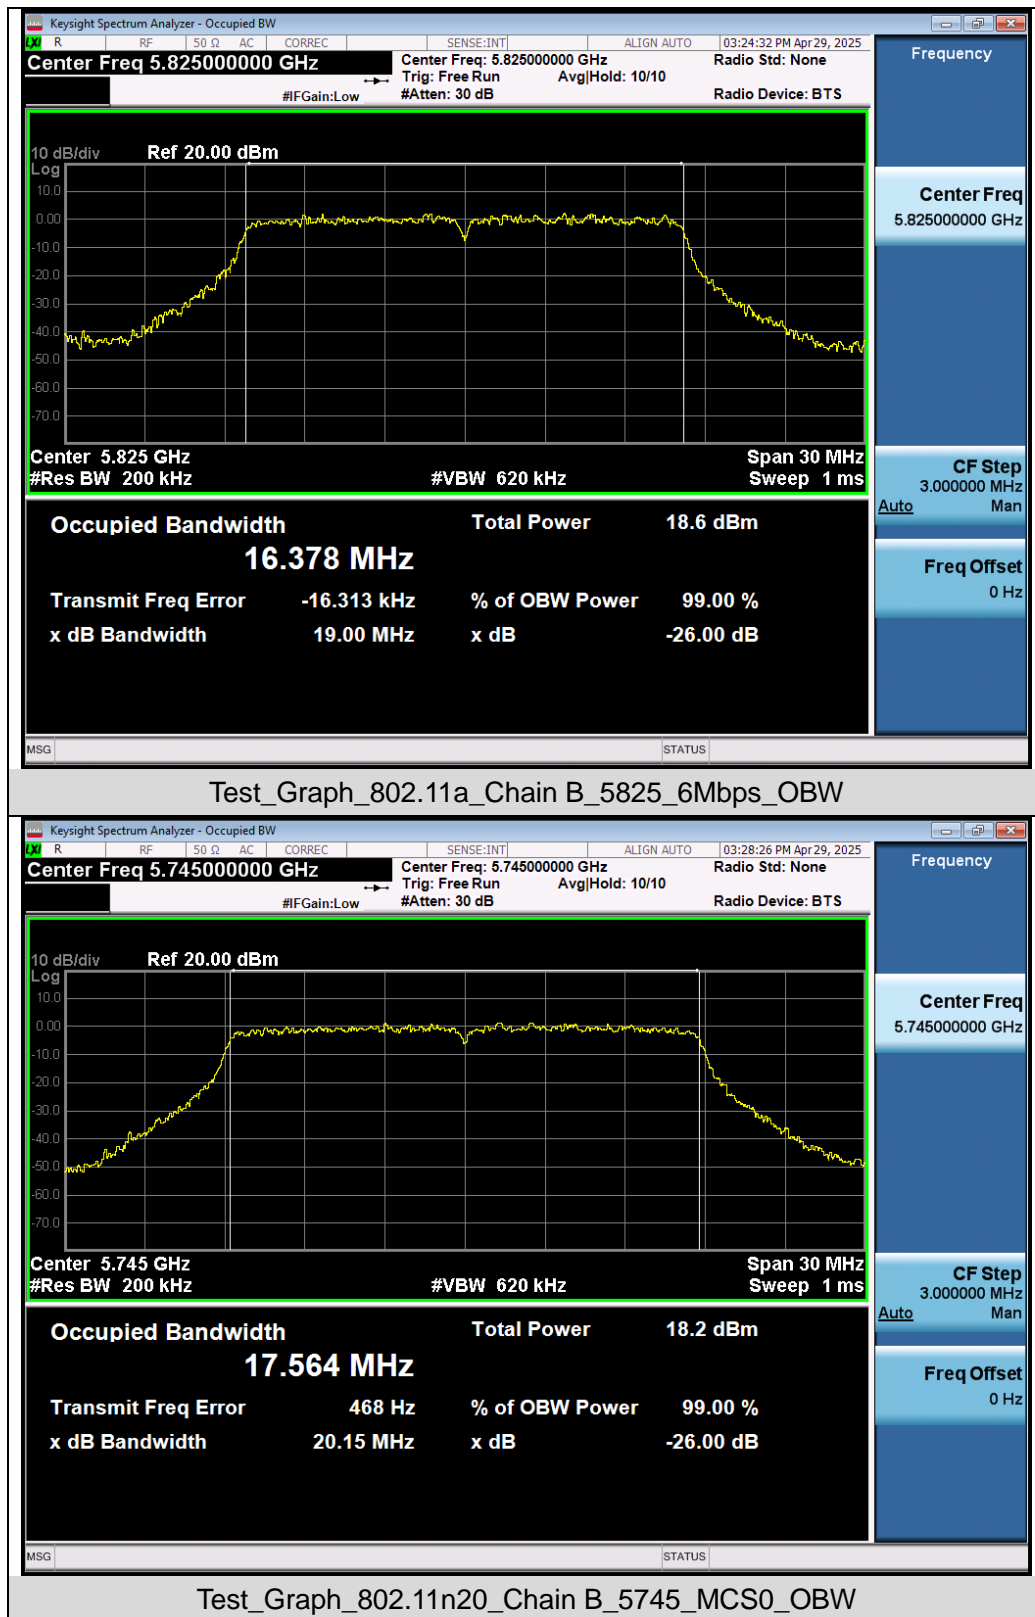 Keysight Spectrum Analyzer - Occupied BW
LXI R RF 50 Ω AC CORREC SENSE:INT ALIGN AUTO 03:24:32 PM Apr 29, 2025
Center Freq 5.825000000 GHz
Center Freq: 5.825000000 GHz
Radio Std: None
Trig: Free Run Avg|Hold: 10/10
#IFGain:Low #Atten: 30 dB Radio Device: BTS
10 dB/div Ref 20.00 dBm
Log
10.0
0.00
-10.0
-20.0
-30.0
-40.0
-50.0
-60.0
-70.0
Center 5.825 GHz Span 30 MHz
#Res BW 200 kHz #VBW 620 kHz Sweep 1 ms
Occupied Bandwidth Total Power 18.6 dBm
16.378 MHz
Transmit Freq Error -16.313 kHz % of OBW Power 99.00 %
x dB Bandwidth 19.00 MHz x dB -26.00 dB
MSG STATUS
Frequency
Center Freq
5.825000000 GHz
CF Step
3.000000 MHz
Auto Man
Freq Offset
0 Hz
Test_Graph_802.11a_Chain B_5825_6Mbps_OBW
Keysight Spectrum Analyzer - Occupied BW
LXI R RF 50 Ω AC CORREC SENSE:INT ALIGN AUTO 03:28:26 PM Apr 29, 2025
Center Freq 5.745000000 GHz
Center Freq: 5.745000000 GHz
Radio Std: None
Trig: Free Run Avg|Hold: 10/10
#IFGain:Low #Atten: 30 dB Radio Device: BTS
10 dB/div Ref 20.00 dBm
Log
10.0
0.00
-10.0
-20.0
-30.0
-40.0
-50.0
-60.0
-70.0
Center 5.745 GHz Span 30 MHz
#Res BW 200 kHz #VBW 620 kHz Sweep 1 ms
Occupied Bandwidth Total Power 18.2 dBm
17.564 MHz
Transmit Freq Error 468 Hz % of OBW Power 99.00 %
x dB Bandwidth 20.15 MHz x dB -26.00 dB
MSG STATUS
Frequency
Center Freq
5.745000000 GHz
CF Step
3.000000 MHz
Auto Man
Freq Offset
0 Hz
Test_Graph_802.11n20_Chain B_5745_MCS0_OBW